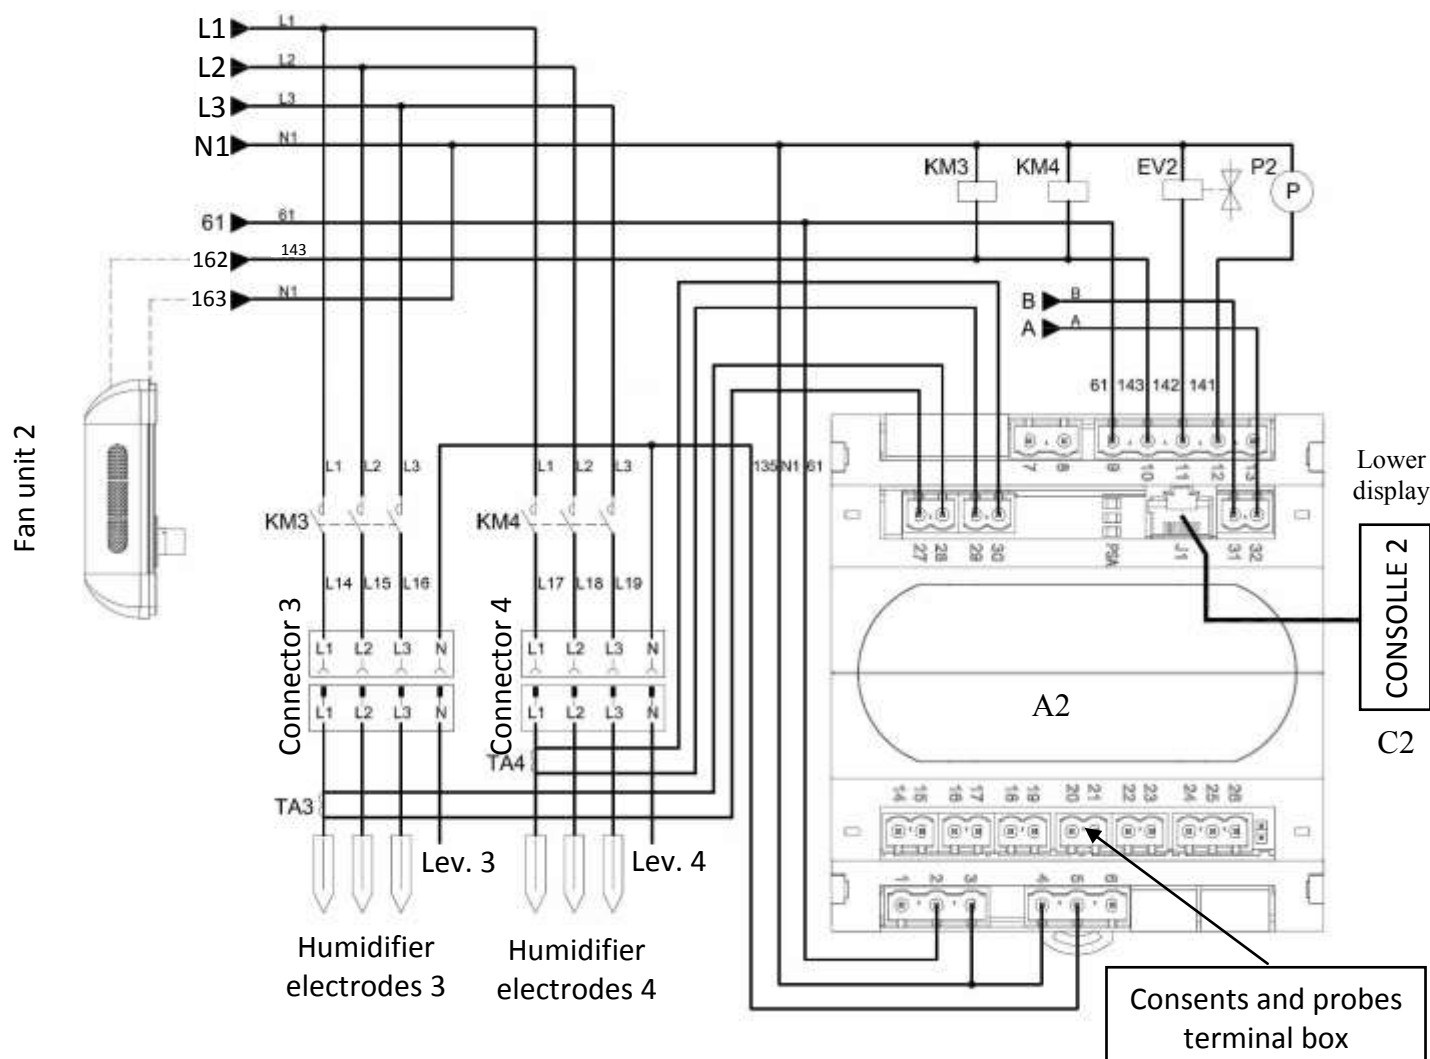 L1 L1
L2 L2
L3 L3
N1 N1
KM3 KM4 EV2 P2 P
61 61
162 143
163 N1
B B
A A
61 143 142 141
Fan unit 2
L1 L2 L3 L1 L2 L3 135 N1 61
7 8 9 10 11 12 13
Lower
display
KM3 KM4
27 28 29 30 PGA J1 31 32
L14 L15 L16 L17 L18 L19
CONSOLLE 2
Connector 3
Connector 4
L1 L2 L3 N L1 L2 L3 N
L1 L2 L3 N L1 L2 L3 N
A2
C2
TA4
TA3
14 15 16 17 18 19 20 21 22 23 24 25 26
Lev. 3 Lev. 4
1 2 3 4 5 6
Humidifier
electrodes 3
Humidifier
electrodes 4
Consents and probes
terminal box